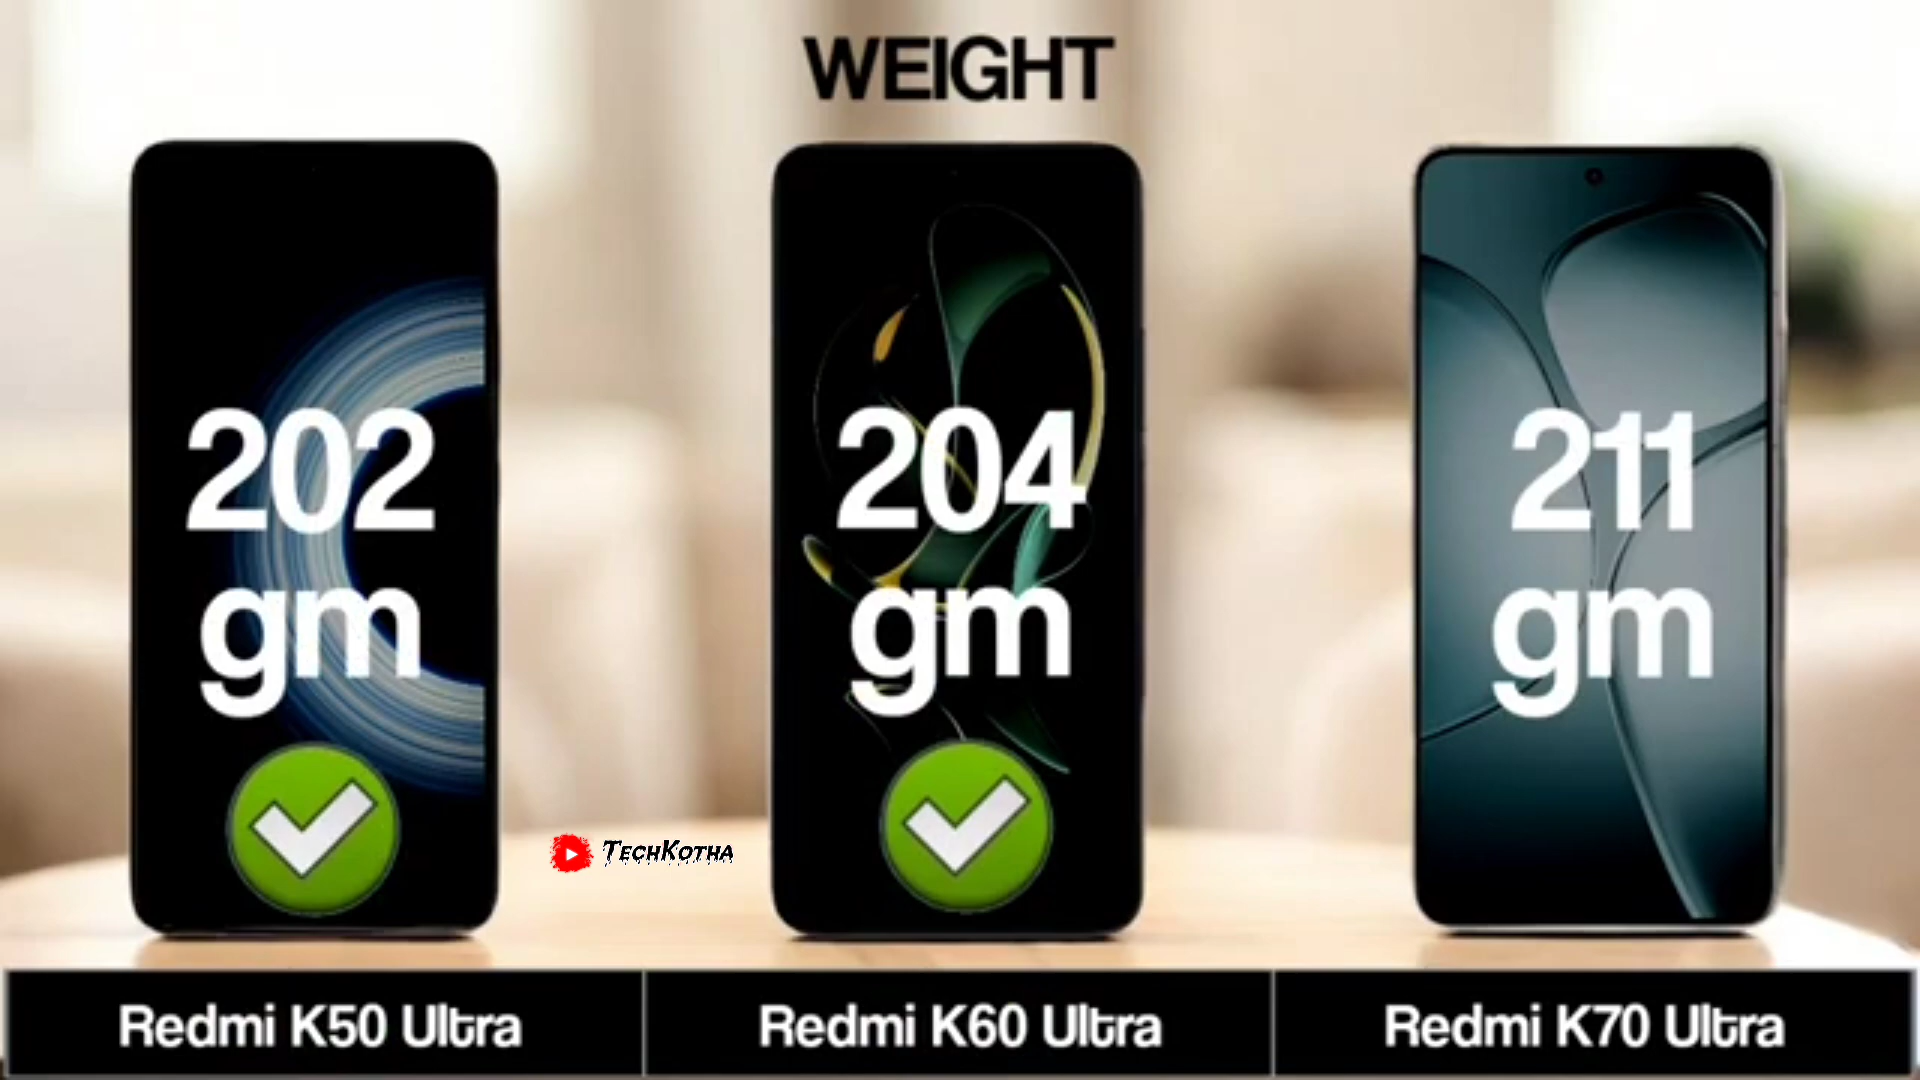 WEIGHT
202
gm
204
gm
211
gm
TECHKOTHA
Redmi K50 Ultra
Redmi K60 Ultra
Redmi K70 Ultra